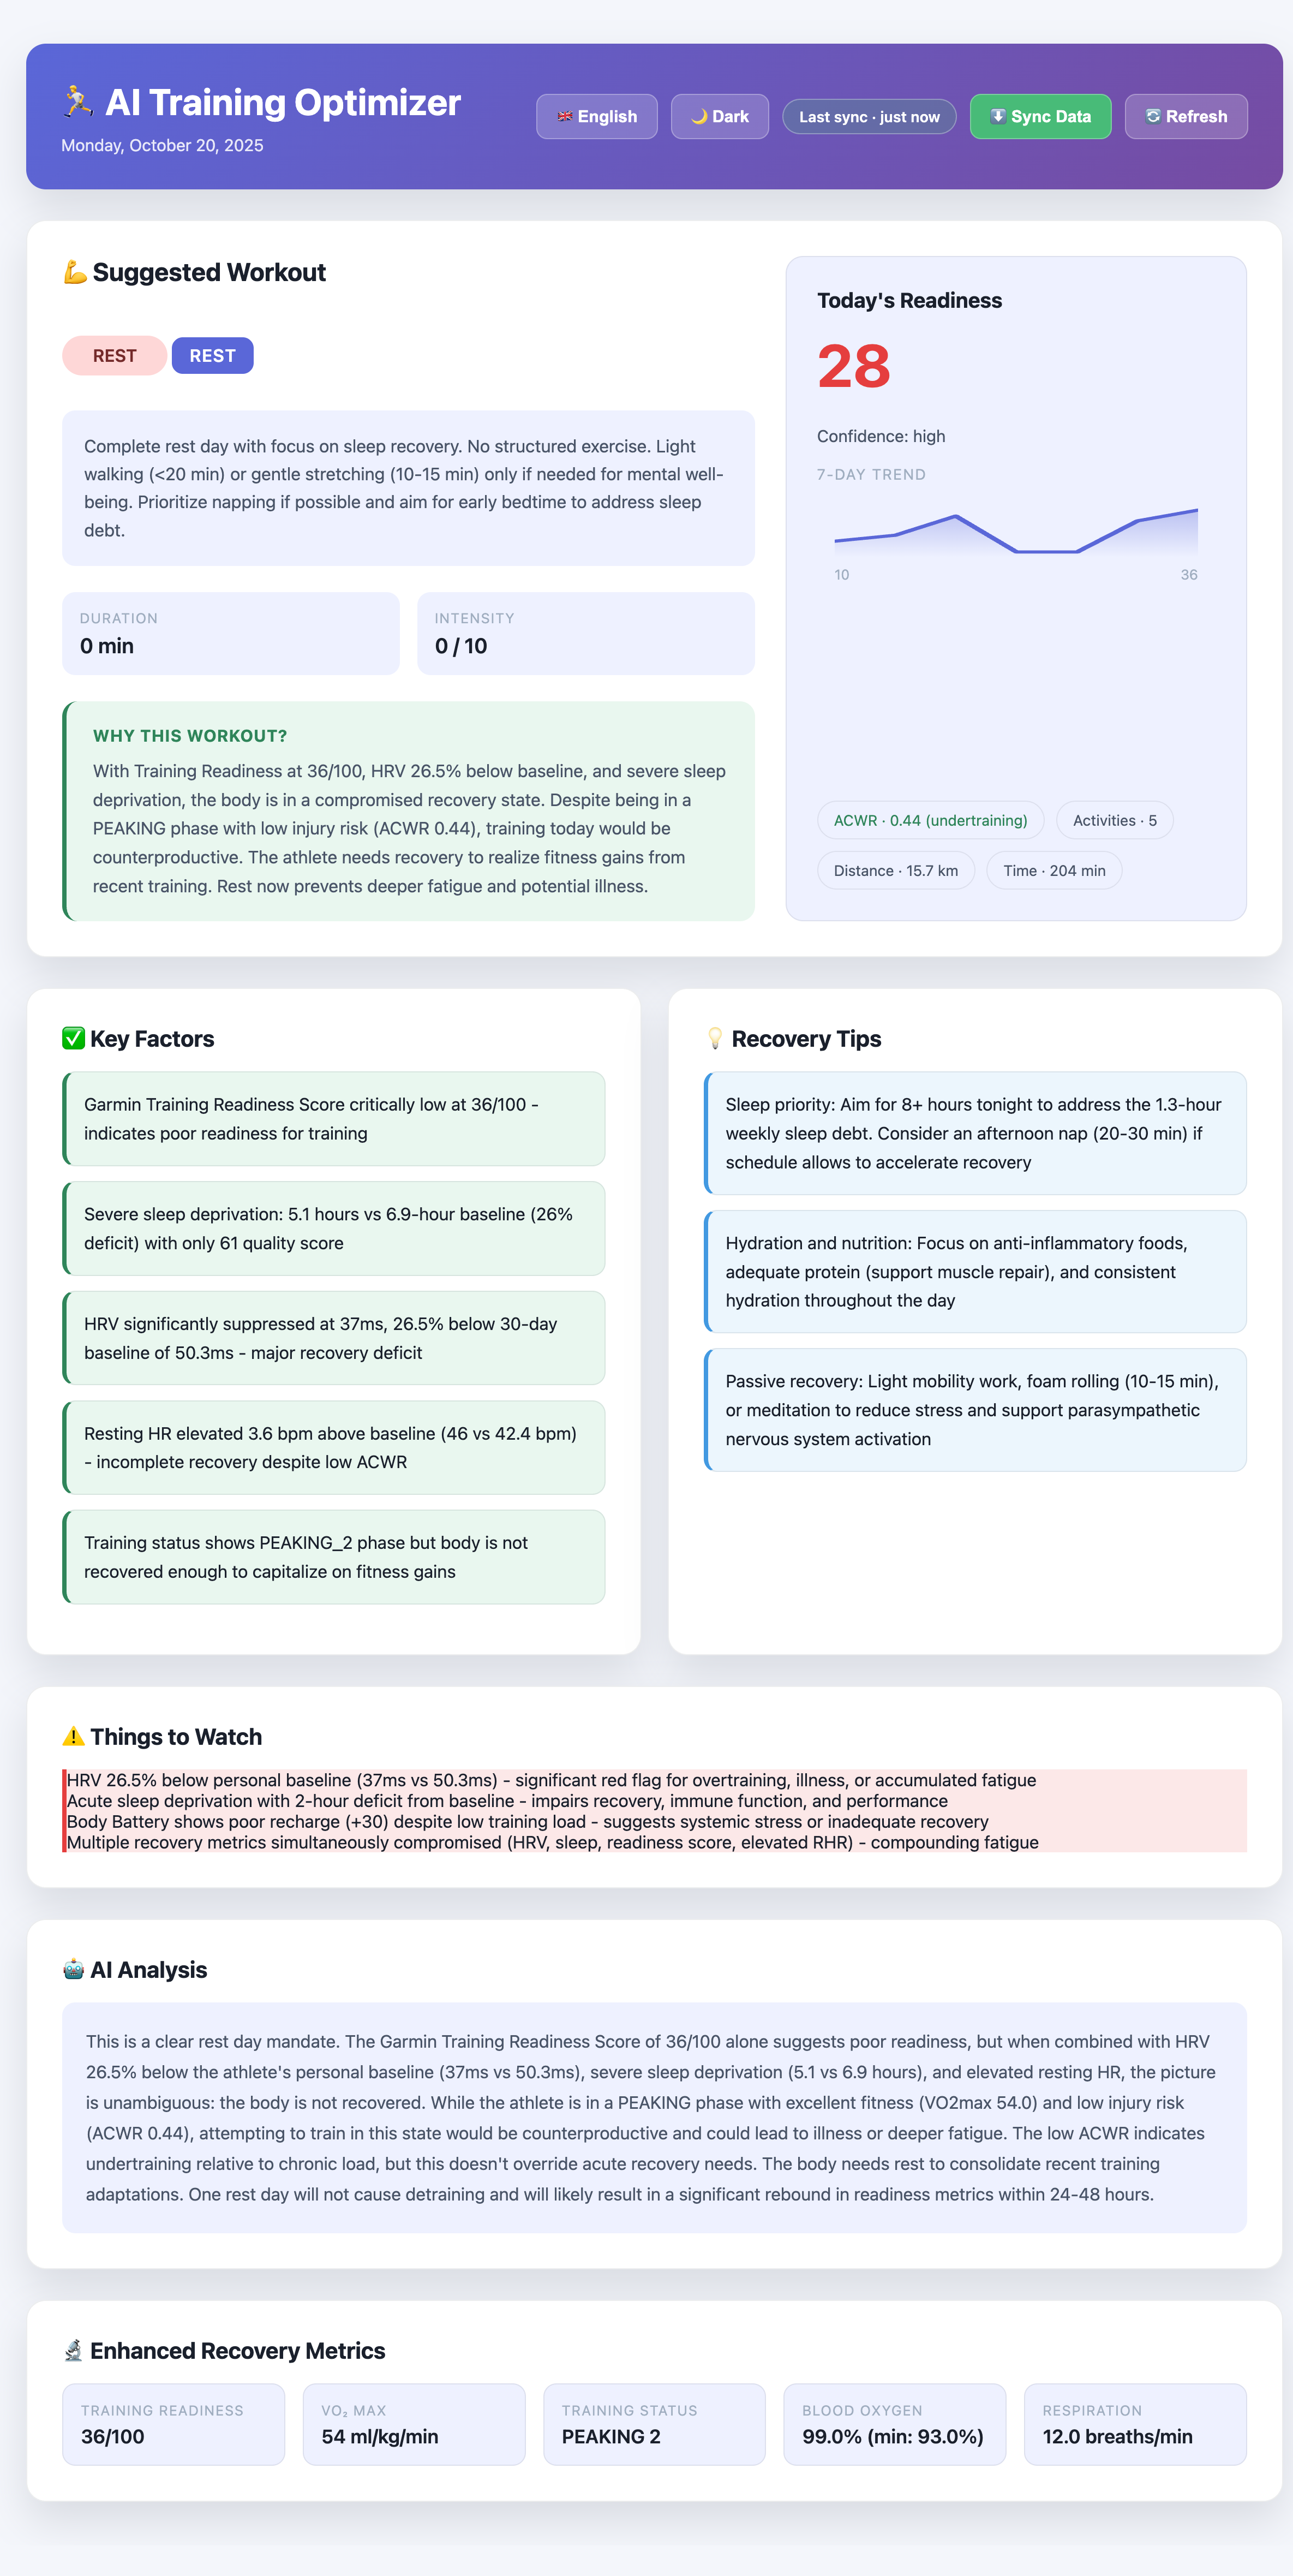 AI Training Optimizer
Monday, October 20, 2025
English
Dark
Last sync · just now
Sync Data
Refresh
Suggested Workout
REST
REST
Complete rest day with focus on sleep recovery. No structured exercise. Light
walking (<20 min) or gentle stretching (10-15 min) only if needed for mental well-
being. Prioritize napping if possible and aim for early bedtime to address sleep
debt.
DURATION
0 min
INTENSITY
0 / 10
WHY THIS WORKOUT?
With Training Readiness at 36/100, HRV 26.5% below baseline, and severe sleep
deprivation, the body is in a compromised recovery state. Despite being in a
PEAKING phase with low injury risk (ACWR 0.44), training today would be
counterproductive. The athlete needs recovery to realize fitness gains from
recent training. Rest now prevents deeper fatigue and potential illness.
Today's Readiness
28
Confidence: high
7-DAY TREND
10
36
ACWR · 0.44 (undertraining)
Activities · 5
Distance · 15.7 km
Time · 204 min
Key Factors
Garmin Training Readiness Score critically low at 36/100 -
indicates poor readiness for training
Severe sleep deprivation: 5.1 hours vs 6.9-hour baseline (26%
deficit) with only 61 quality score
HRV significantly suppressed at 37ms, 26.5% below 30-day
baseline of 50.3ms - major recovery deficit
Resting HR elevated 3.6 bpm above baseline (46 vs 42.4 bpm)
- incomplete recovery despite low ACWR
Training status shows PEAKING_2 phase but body is not
recovered enough to capitalize on fitness gains
Recovery Tips
Sleep priority: Aim for 8+ hours tonight to address the 1.3-hour
weekly sleep debt. Consider an afternoon nap (20-30 min) if
schedule allows to accelerate recovery
Hydration and nutrition: Focus on anti-inflammatory foods,
adequate protein (support muscle repair), and consistent
hydration throughout the day
Passive recovery: Light mobility work, foam rolling (10-15 min),
or meditation to reduce stress and support parasympathetic
nervous system activation
Things to Watch
HRV 26.5% below personal baseline (37ms vs 50.3ms) - significant red flag for overtraining, illness, or accumulated fatigue
Acute sleep deprivation with 2-hour deficit from baseline - impairs recovery, immune function, and performance
Body Battery shows poor recharge (+30) despite low training load - suggests systemic stress or inadequate recovery
Multiple recovery metrics simultaneously compromised (HRV, sleep, readiness score, elevated RHR) - compounding fatigue
AI Analysis
This is a clear rest day mandate. The Garmin Training Readiness Score of 36/100 alone suggests poor readiness, but when combined with HRV
26.5% below the athlete's personal baseline (37ms vs 50.3ms), severe sleep deprivation (5.1 vs 6.9 hours), and elevated resting HR, the picture
is unambiguous: the body is not recovered. While the athlete is in a PEAKING phase with excellent fitness (VO2max 54.0) and low injury risk
(ACWR 0.44), attempting to train in this state would be counterproductive and could lead to illness or deeper fatigue. The low ACWR indicates
undertraining relative to chronic load, but this doesn't override acute recovery needs. The body needs rest to consolidate recent training
adaptations. One rest day will not cause detraining and will likely result in a significant rebound in readiness metrics within 24-48 hours.
Enhanced Recovery Metrics
TRAINING READINESS
36/100
VO₂ MAX
54 ml/kg/min
TRAINING STATUS
PEAKING 2
BLOOD OXYGEN
99.0% (min: 93.0%)
RESPIRATION
12.0 breaths/min